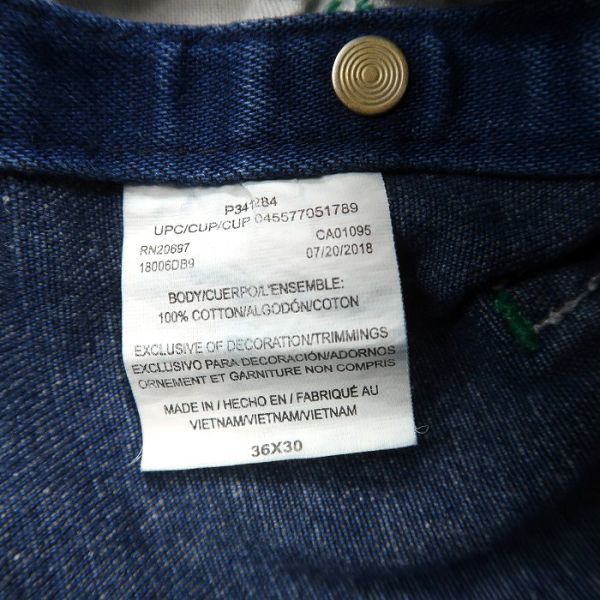 UPC/CUP/CUP 045577051789
RN20697 CA01095
18006DB9 07/20/2018
BODY/CUERPO/L'ENSEMBLE:
100% COTTON/ALGODÓN/COTON
EXCLUSIVE OF DECORATION/TRIMMINGS
EXCLUSIVO PARA DECORACIÓN/ADORNOS
ORNEMENT ET GARNITURE NON COMPRIS
MADE IN / HECHO EN / FABRIQUÉ AU
VIETNAM/VIETNAM/VIETNAM
36X30